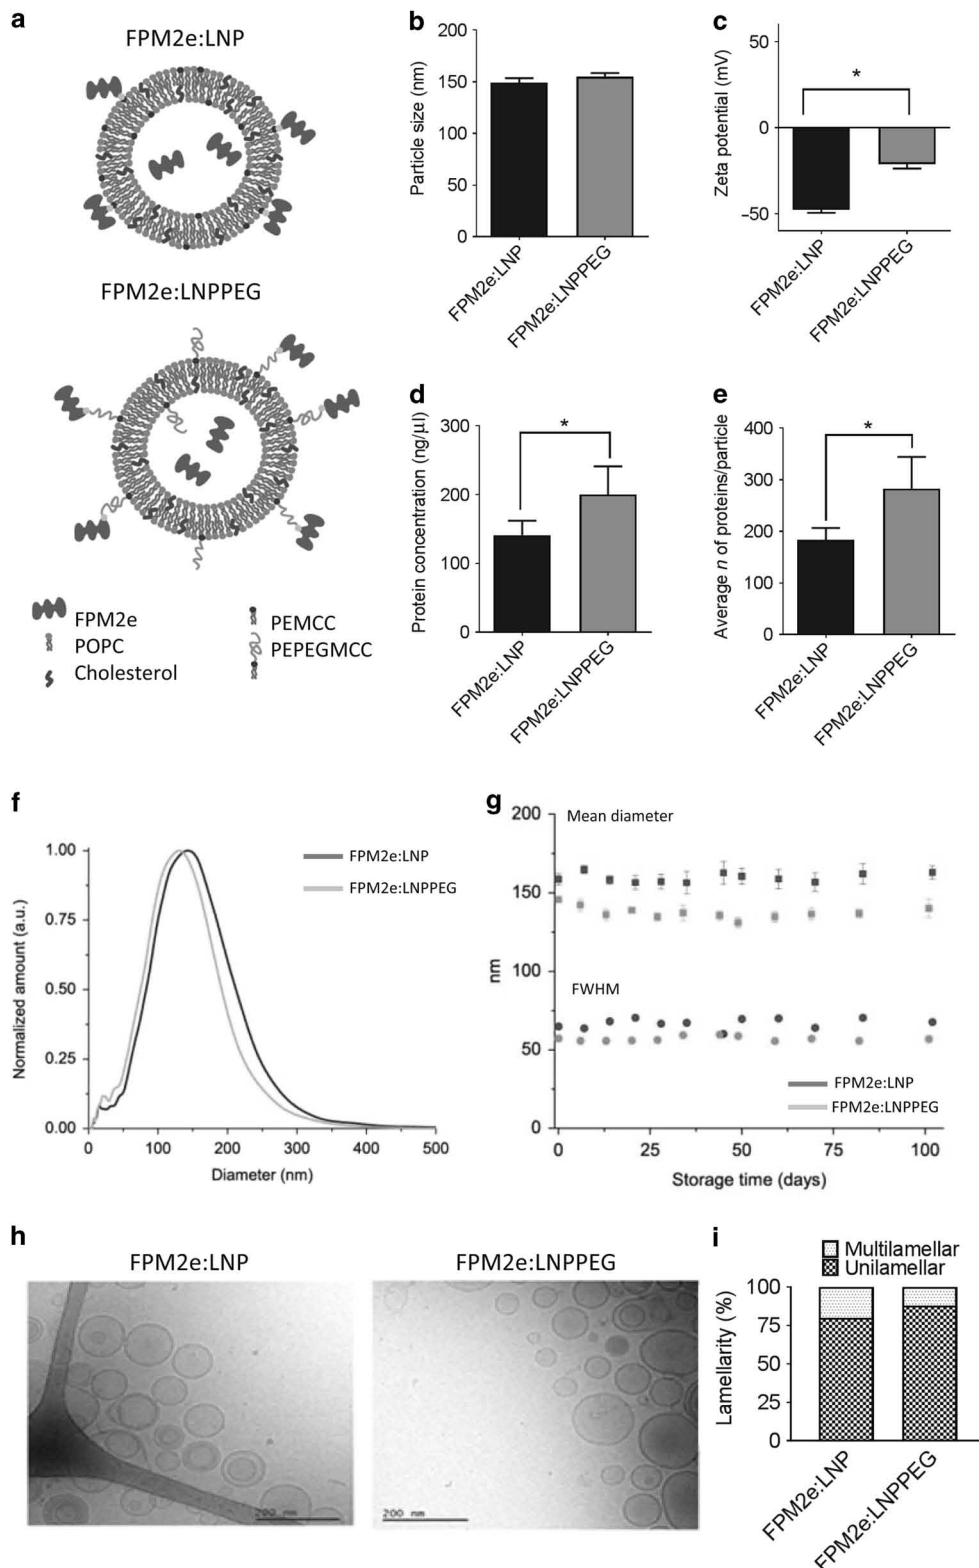 a
FPM2e:LNP
FPM2e:LNPPEG
FPM2e
POPC
Cholesterol
PEMCC
PEPEGMCC
b
Particle size (nm)
200
150
100
50
0
FPM2e:LNP
FPM2e:LNPPEG
c
Zeta potential (mV)
50
0
−50
*
FPM2e:LNP
FPM2e:LNPPEG
d
Protein concentration (ng/µl)
300
200
100
0
*
FPM2e:LNP
FPM2e:LNPPEG
e
Average n of proteins/particle
400
300
200
100
0
*
FPM2e:LNP
FPM2e:LNPPEG
f
Normalized amount (a.u.)
1.00
0.75
0.50
0.25
0.00
FPM2e:LNP
FPM2e:LNPPEG
0 100 200 300 400 500
Diameter (nm)
g
200
150
100
50
0
nm
Mean diameter
FWHM
FPM2e:LNP
FPM2e:LNPPEG
0 25 50 75 100
Storage time (days)
h
FPM2e:LNP
200 nm
FPM2e:LNPPEG
200 nm
i
Multilamellar
Unilamellar
Lamellarity (%)
100
75
50
25
0
FPM2e:LNP
FPM2e:LNPPEG